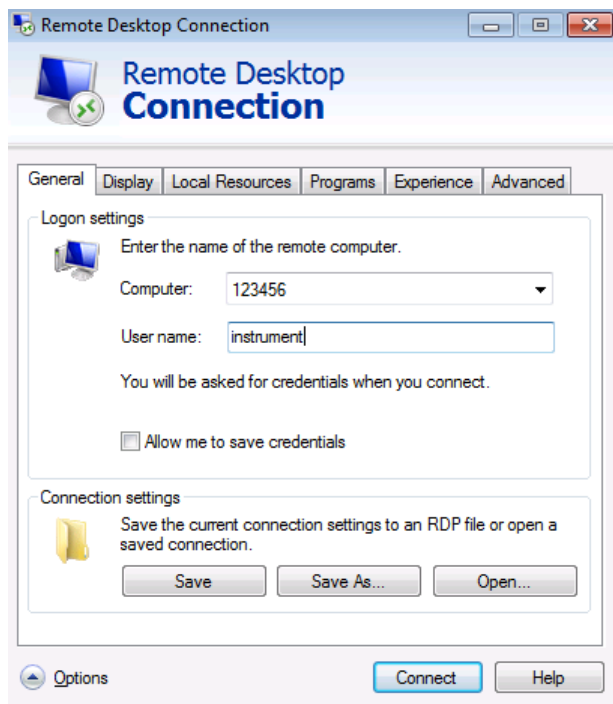 Remote Desktop Connection
Remote Desktop
Connection
General Display Local Resources Programs Experience Advanced
Logon settings
Enter the name of the remote computer.
Computer: 123456
User name: instrument
You will be asked for credentials when you connect.
Allow me to save credentials
Connection settings
Save the current connection settings to an RDP file or open a
saved connection.
Save Save As... Open...
Options Connect Help